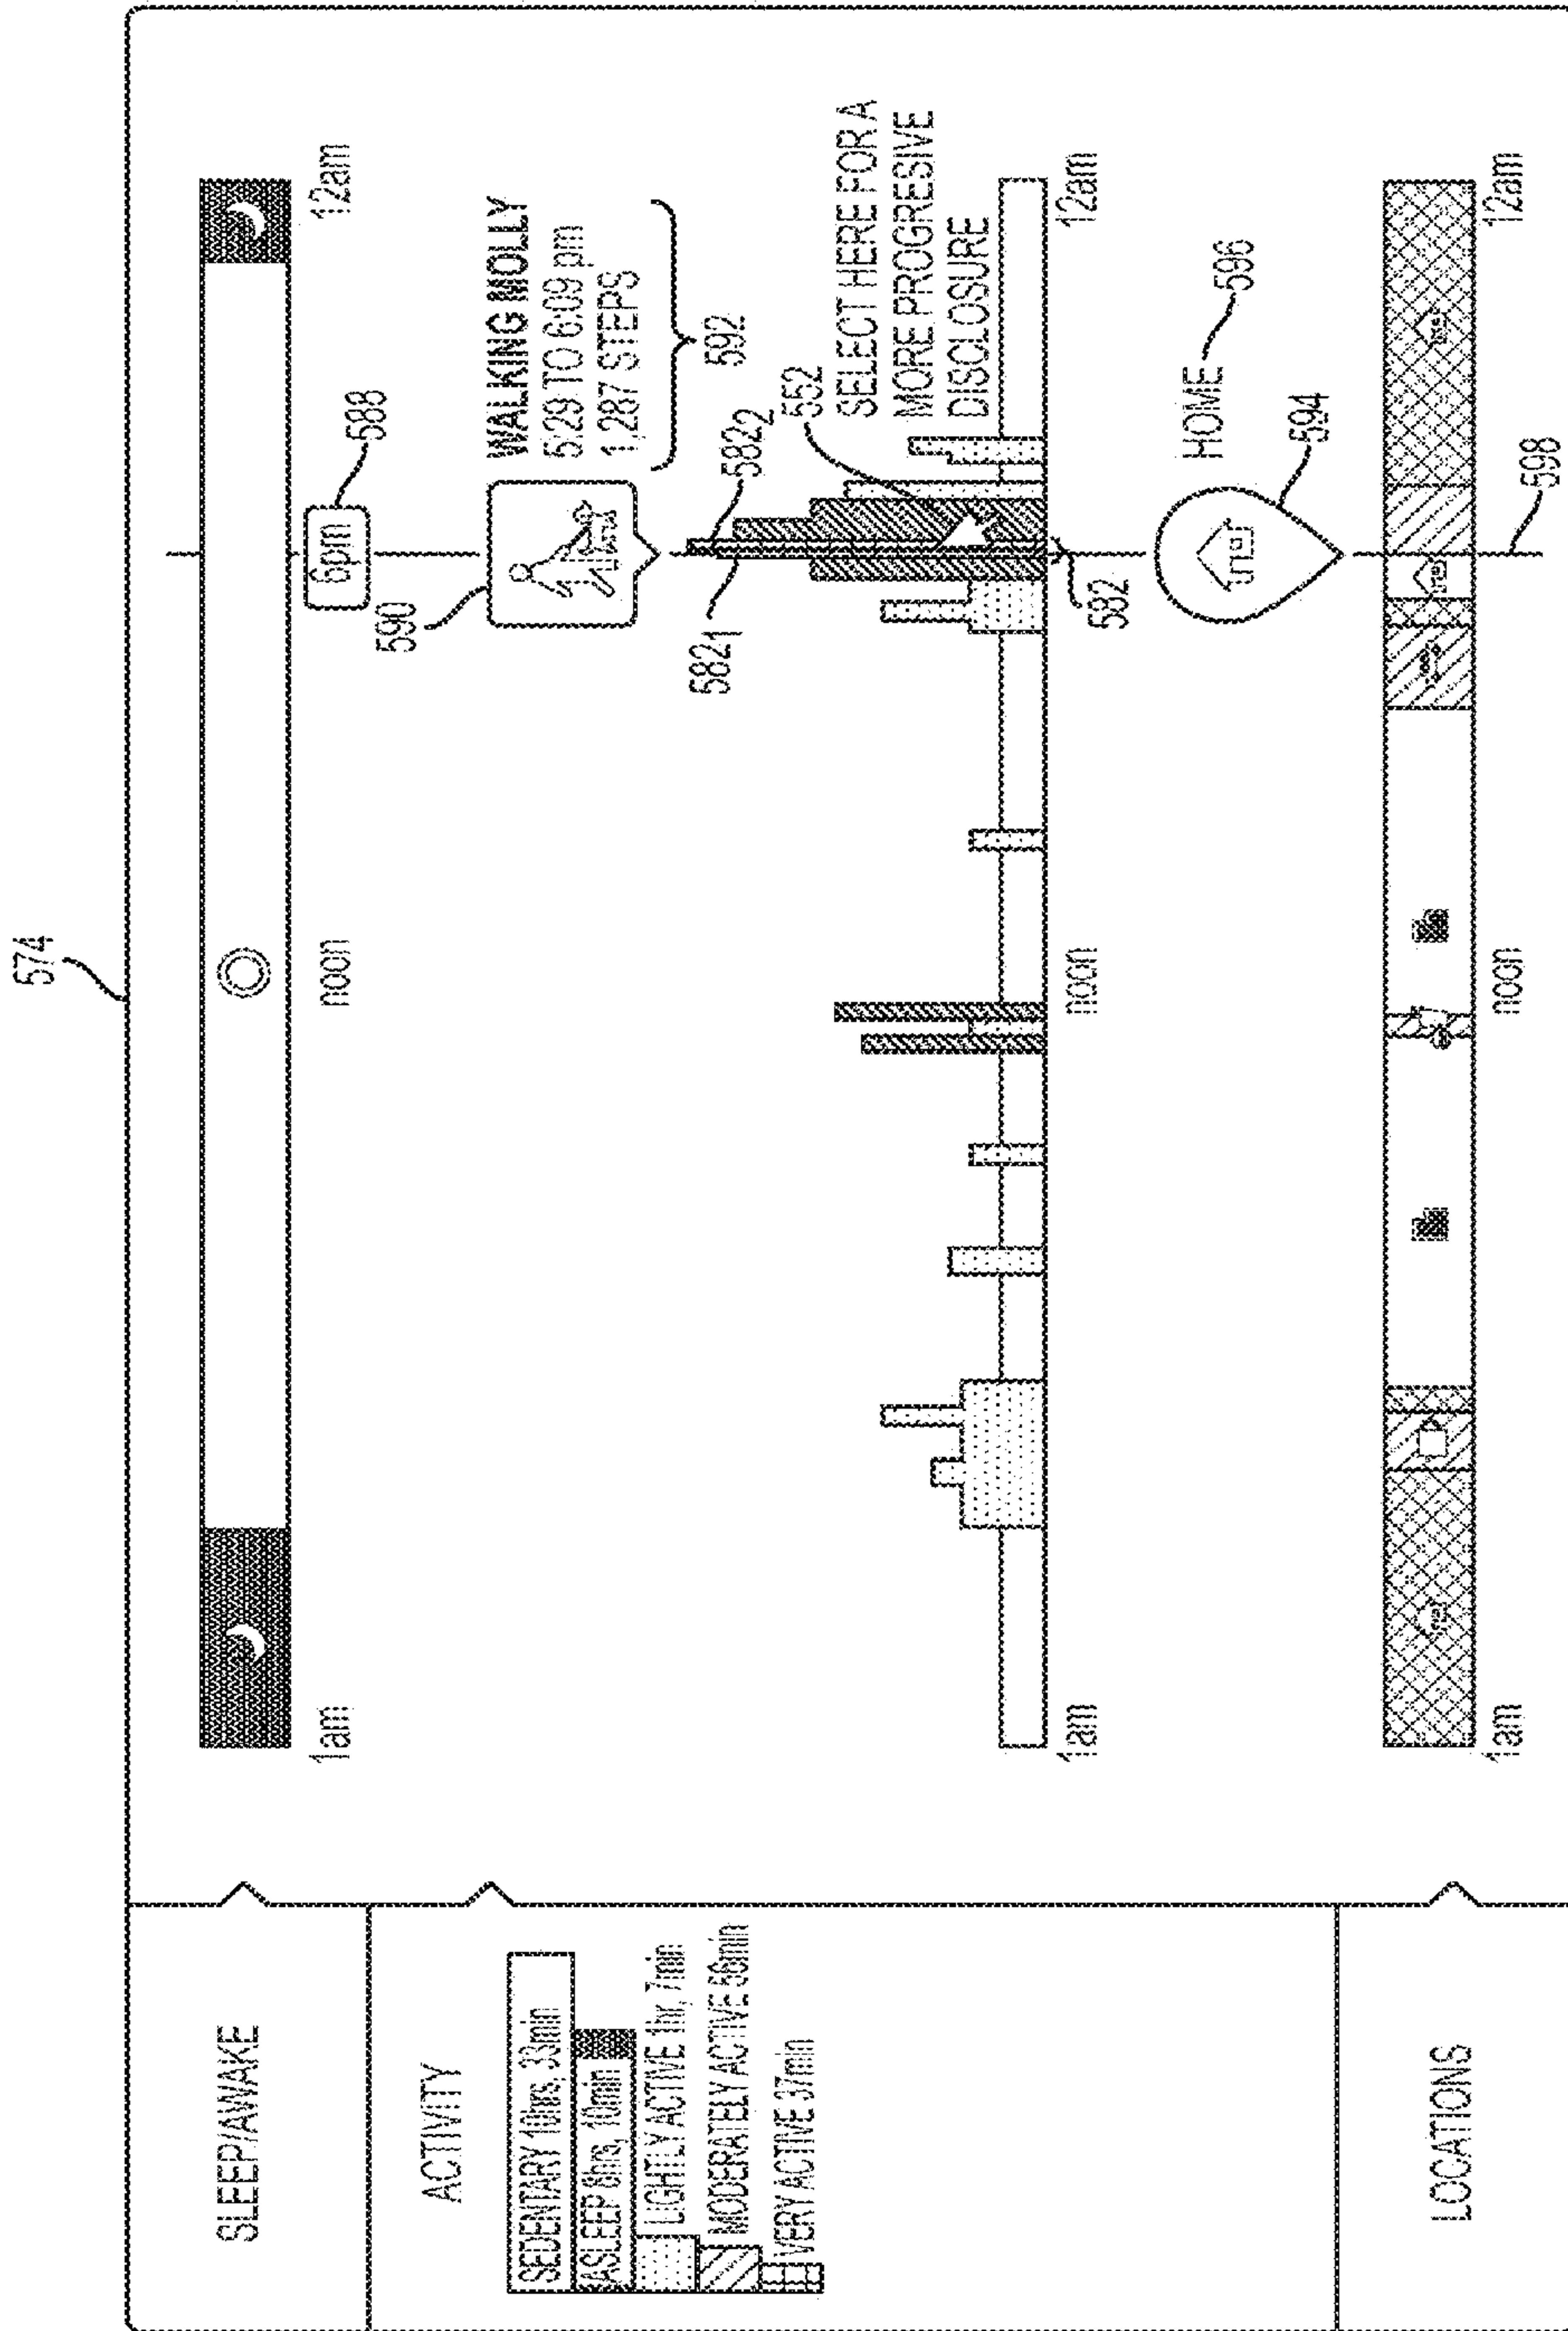 574
SLEEP/AWAKE
1am
noon
12am
6pm
588
ACTIVITY
SEDENTARY 10hrs, 33min
ASLEEP 8hrs, 10min
LIGHTLY ACTIVE 1hr, 7min
MODERATELY ACTIVE 56min
VERY ACTIVE 37min
590
WALKING MOLLY
5:29 TO 6:09 pm
1,287 STEPS
592
582₁
582₂
552
SELECT HERE FOR A
MORE PROGRESIVE
DISCLOSURE
1am
noon
12am
582
HOME
596
594
LOCATIONS
1am
noon
12am
598